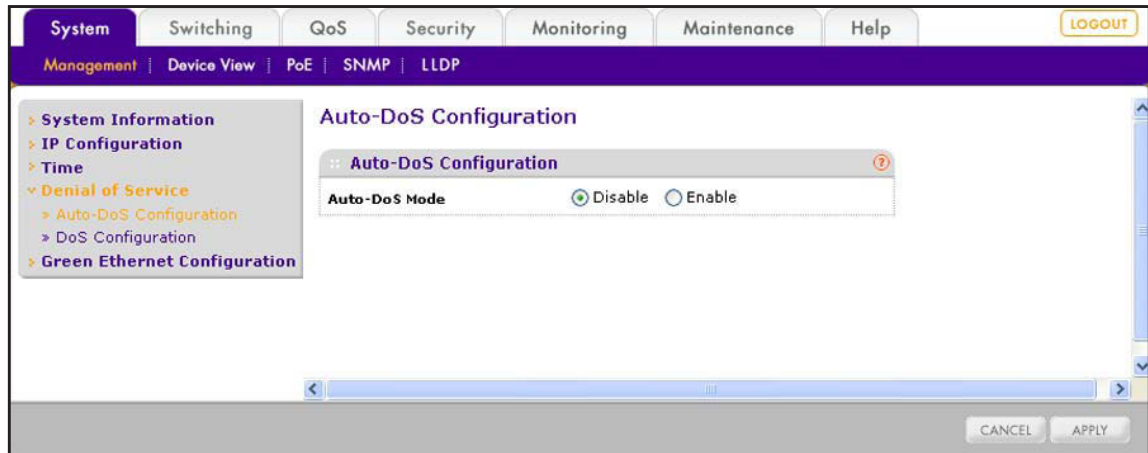 System Switching QoS Security Monitoring Maintenance Help LOGOUT
Management | Device View | PoE | SNMP | LLDP
System Information
IP Configuration
Time
Denial of Service
» Auto-DoS Configuration
» DoS Configuration
Green Ethernet Configuration
Auto-DoS Configuration
Auto-DoS Configuration ?
Auto-DoS Mode Disable Enable
CANCEL APPLY